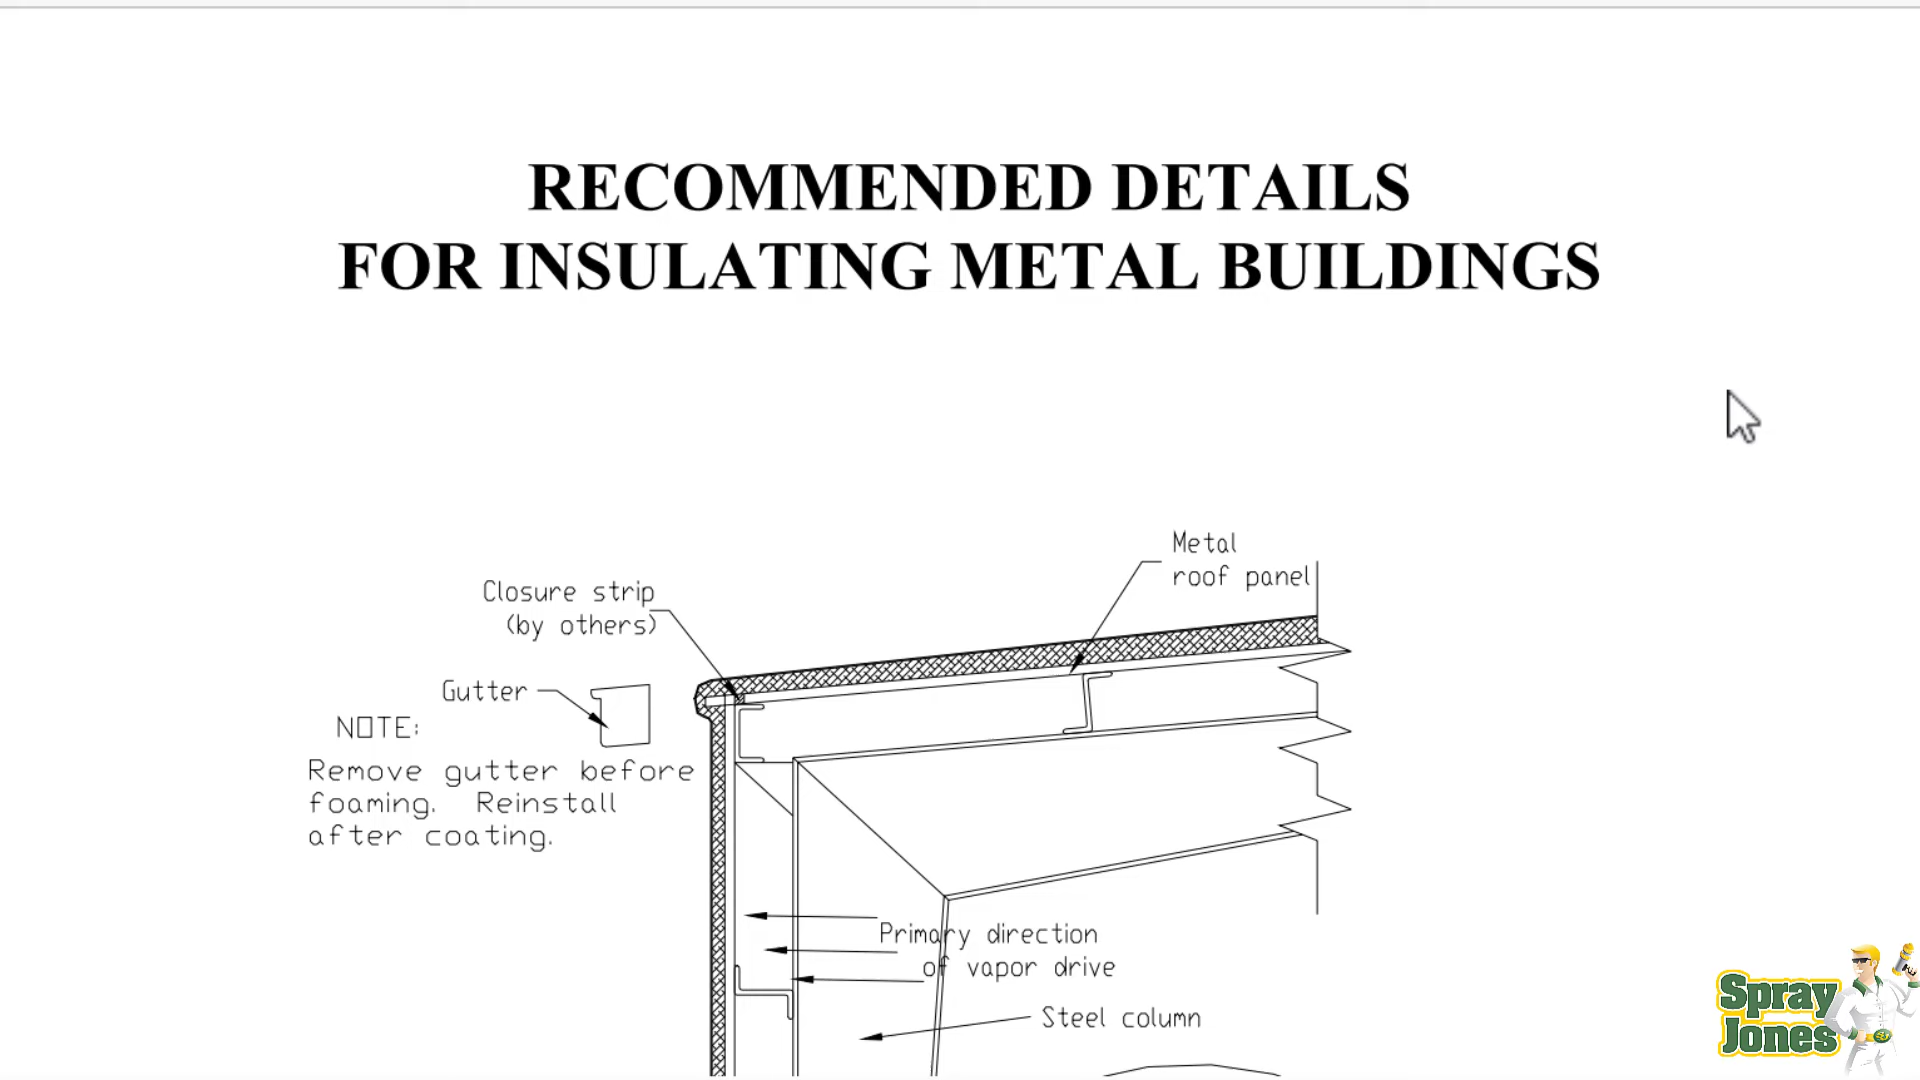 RECOMMENDED DETAILS
FOR INSULATING METAL BUILDINGS
Metal
roof panel
Closure strip
(by others)
Gutter
NOTE:
Remove gutter before
foaming. Reinstall
after coating.
Primary direction
of vapor drive
Steel column
Spray
Jones